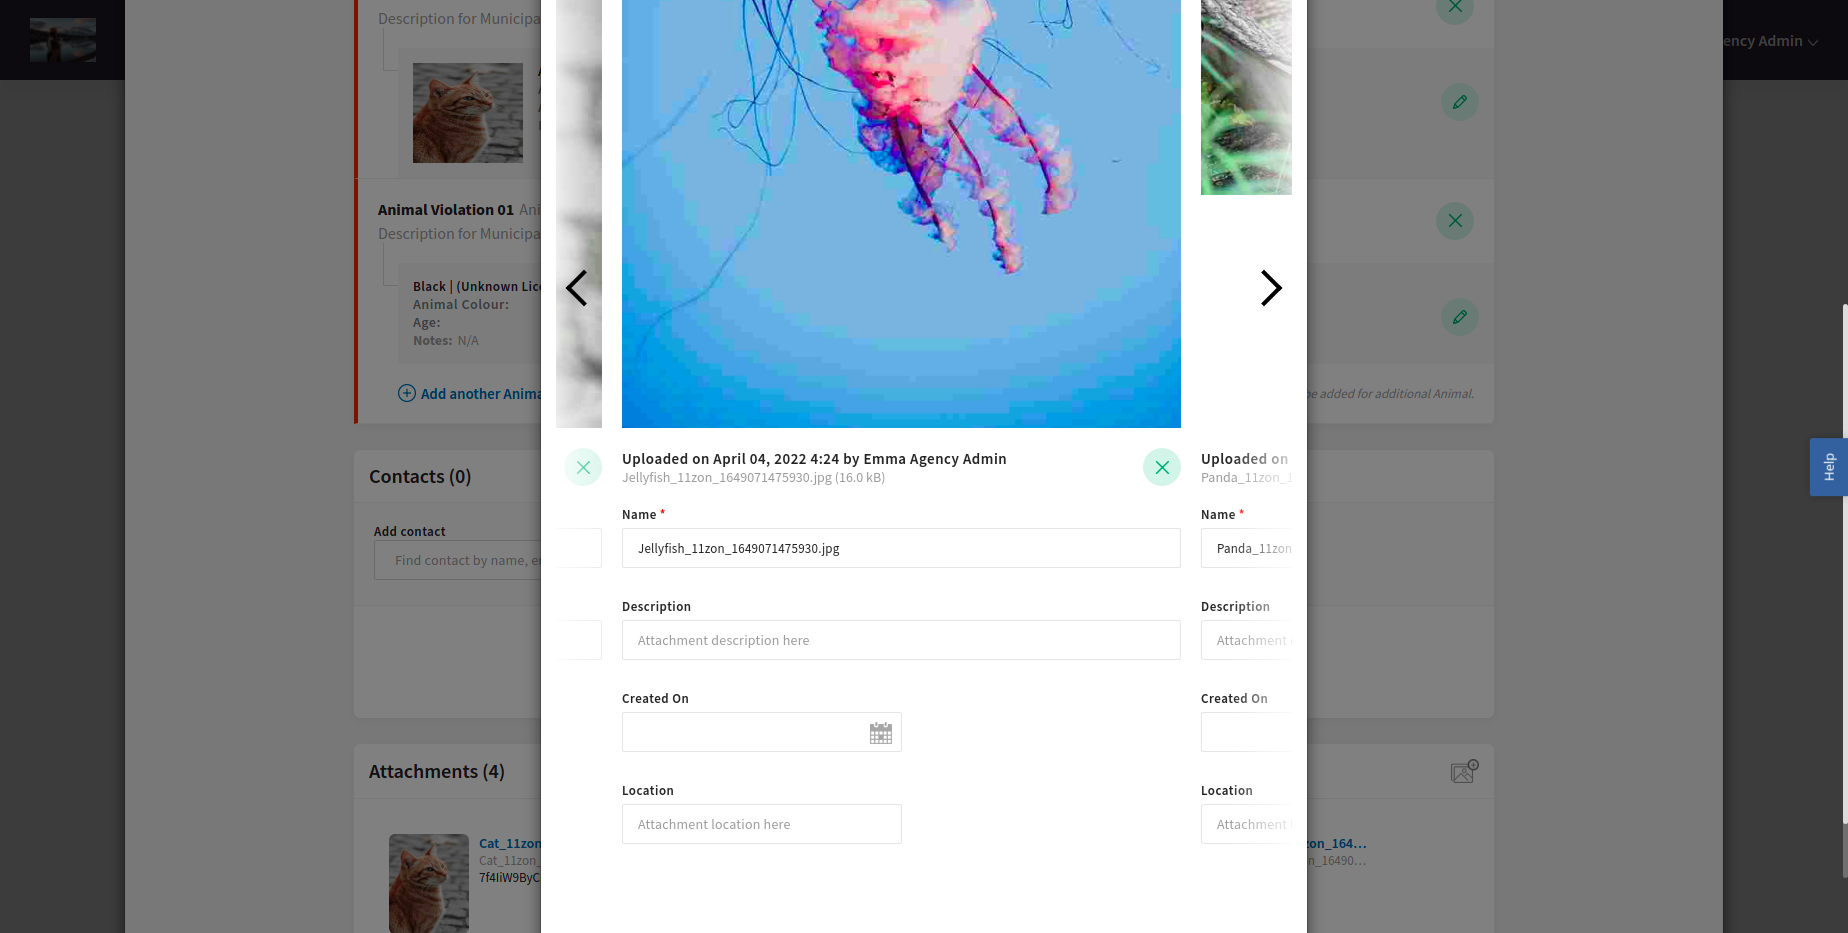 Description for Municipa
ency Admin
Animal Violation 01 Ani
Description for Municipa
Black | (Unknown Lice
Animal Colour:
Age:
Notes: N/A
Add another Anima
be added for additional Animal.
Contacts (0)
Add contact
Find contact by name, em
Attachments (4)
Cat_11zon
Cat_11zon_
7f4IiW9ByC
zon_164...
n_16490...
Uploaded on April 04, 2022 4:24 by Emma Agency Admin
Jellyfish_11zon_1649071475930.jpg (16.0 kB)
Name *
Jellyfish_11zon_1649071475930.jpg
Description
Attachment description here
Created On
Location
Attachment location here
Uploaded on
Panda_11zon_1
Name *
Panda_11zon
Description
Attachment
Created On
Location
Attachment
Help